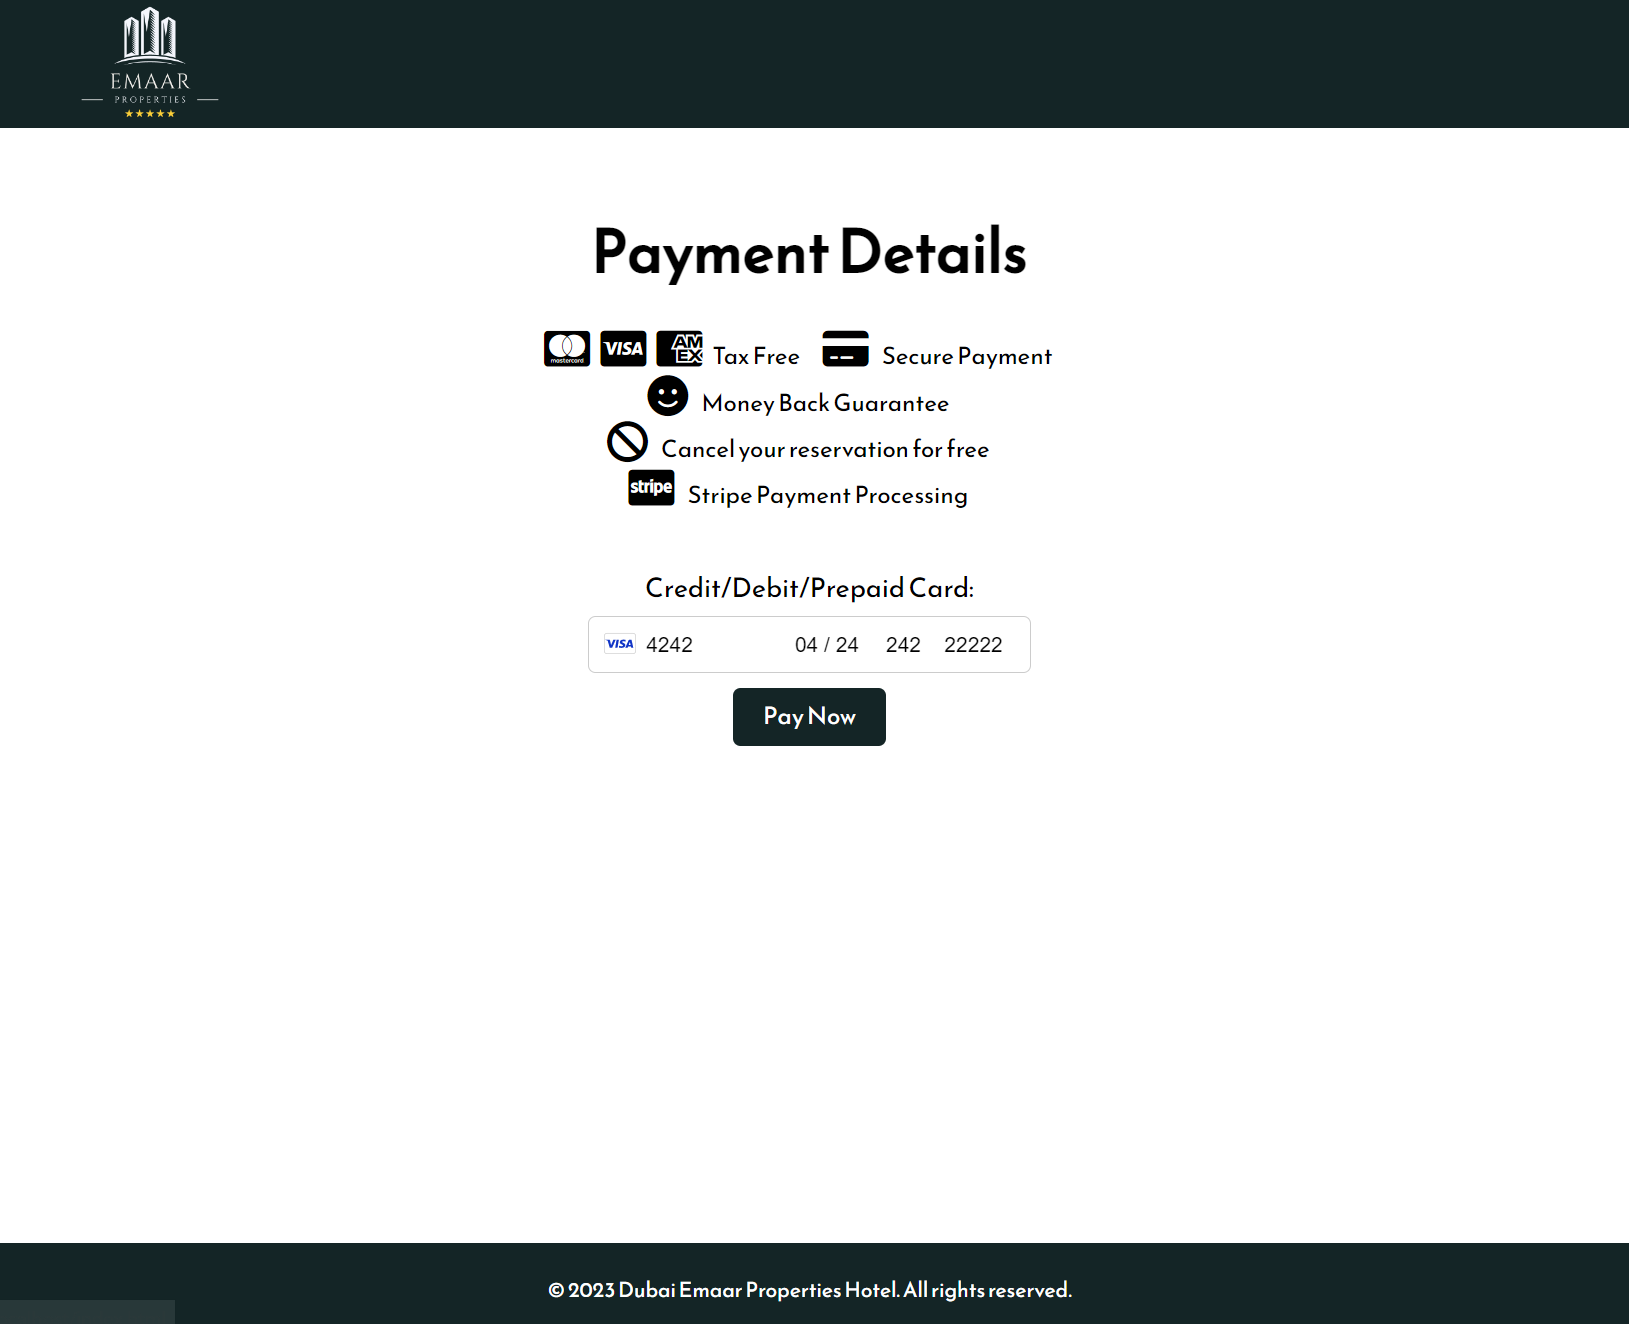 EMAAR
PROPERTIES
Payment Details
mastercard VISA AM EX Tax Free Secure Payment
Money Back Guarantee
Cancel your reservation for free
stripe Stripe Payment Processing
Credit/Debit/Prepaid Card:
VISA 4242 04 / 24 242 22222
Pay Now
© 2023 Dubai Emaar Properties Hotel. All rights reserved.